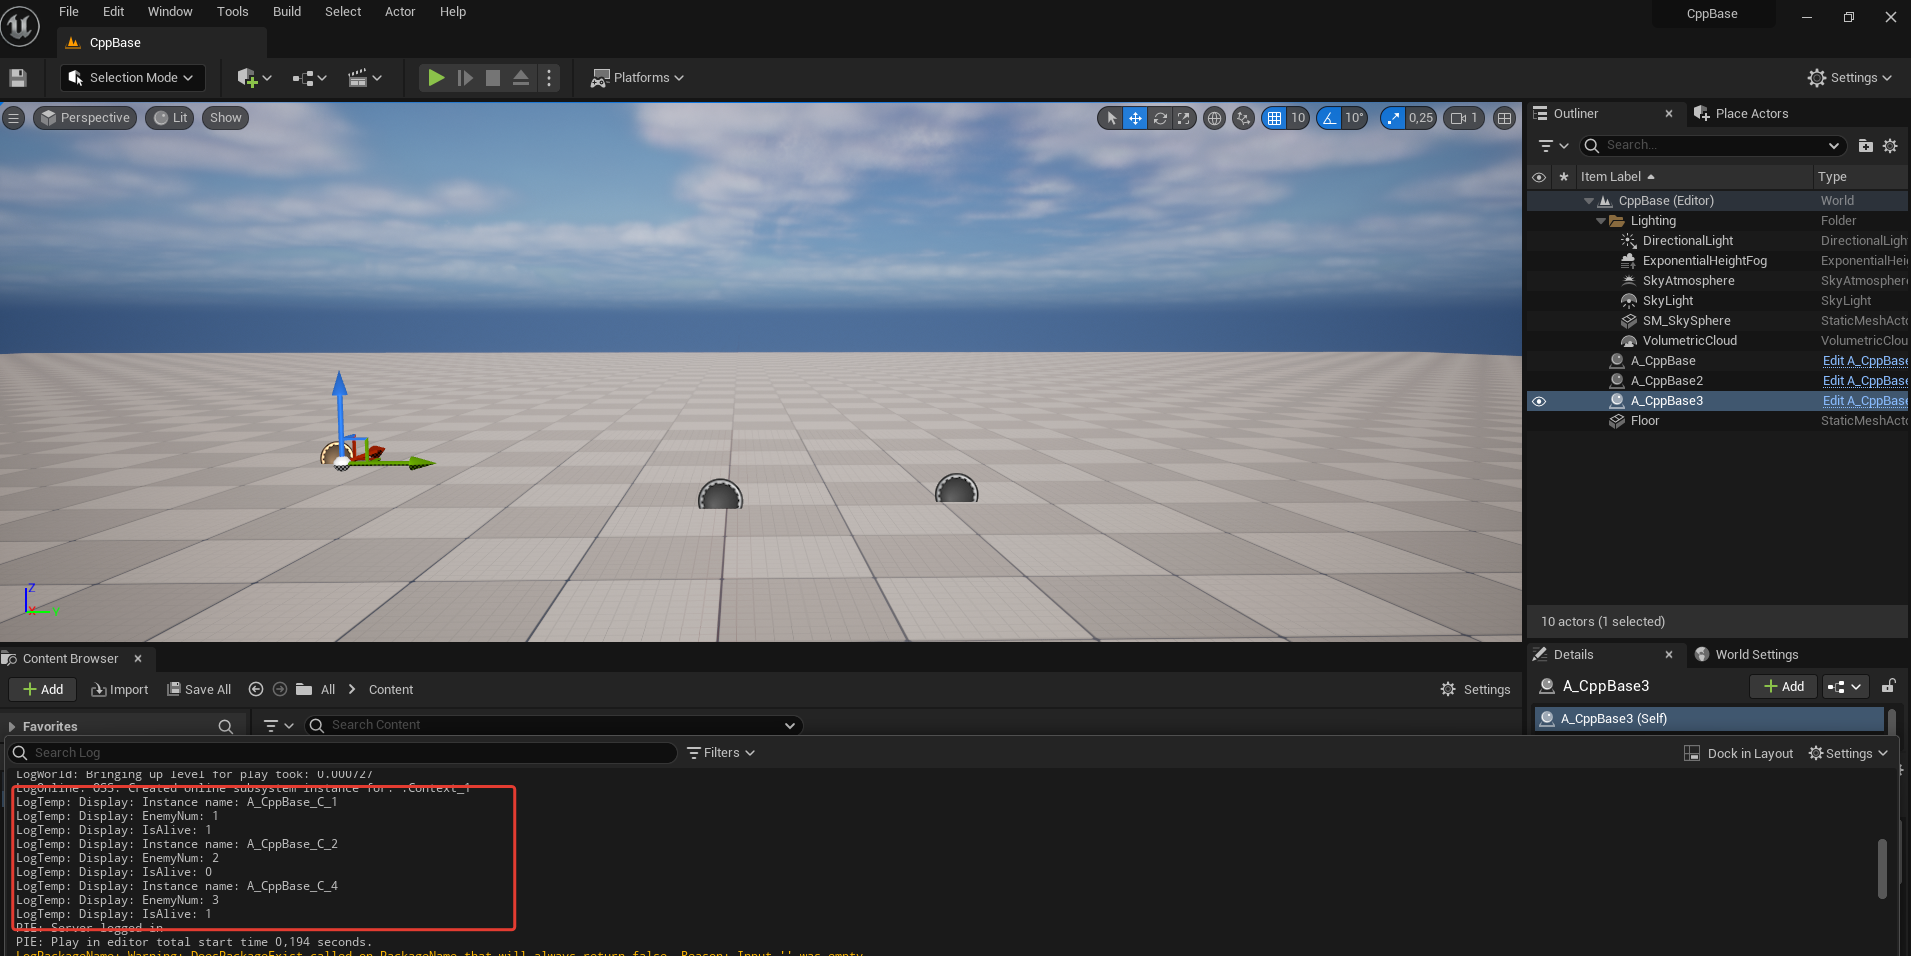 File Edit Window Tools Build Select Actor Help
CppBase
CppBase
Selection Mode
Platforms
Settings
Perspective Lit Show
10 10° 0,25 1
Outliner
Place Actors
Search...
Item Label Type
CppBase (Editor) World
Lighting Folder
DirectionalLight DirectionalLigh
ExponentialHeightFog ExponentialHei
SkyAtmosphere SkyAtmospher
SkyLight SkyLight
SM_SkySphere StaticMeshAct
VolumetricCloud VolumetricClou
A_CppBase Edit A_CppBase
A_CppBase2 Edit A_CppBase
A_CppBase3 Edit A_CppBase
Floor StaticMeshAct
10 actors (1 selected)
Z
X
Y
Content Browser
Add Import Save All All Content
Settings
Favorites
Search Content
Details
World Settings
A_CppBase3
Add
A_CppBase3 (Self)
Search Log
Filters
Dock in Layout
Settings
LogWorld: Bringing up level for play took: 0.000727
LogOnline: OSS: Created online subsystem instance for: :Context_1
LogTemp: Display: Instance name: A_CppBase_C_1
LogTemp: Display: EnemyNum: 1
LogTemp: Display: IsAlive: 1
LogTemp: Display: Instance name: A_CppBase_C_2
LogTemp: Display: EnemyNum: 2
LogTemp: Display: IsAlive: 0
LogTemp: Display: Instance name: A_CppBase_C_4
LogTemp: Display: EnemyNum: 3
LogTemp: Display: IsAlive: 1
PIE: Server logged in
PIE: Play in editor total start time 0,194 seconds.
LogPackageName: Warning: DoesPackageExist called on PackageName that will always return false. Reason: Input '' was empty.